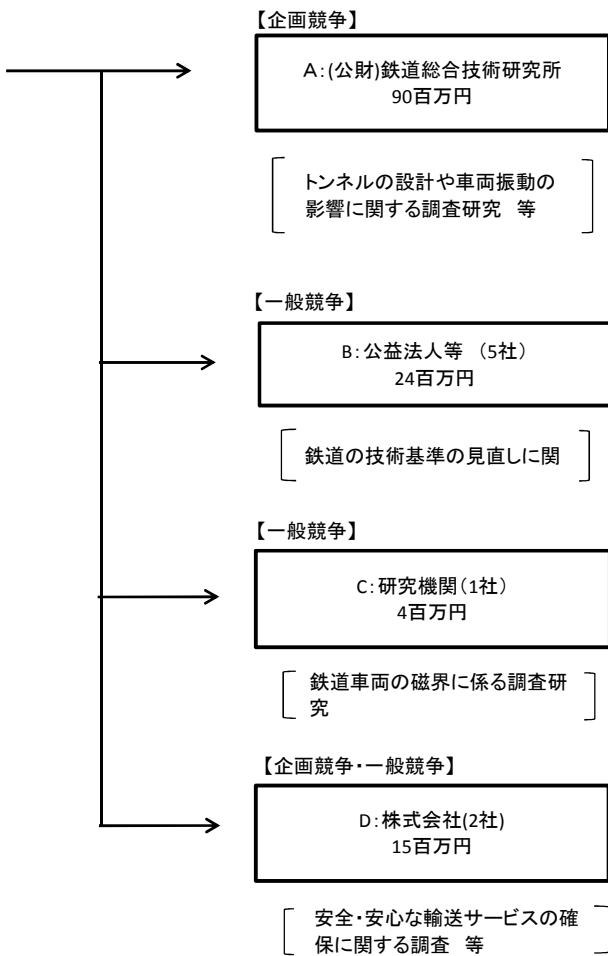 【企画競争】
A:(公財)鉄道総合技術研究所
90百万円
トンネルの設計や車両振動の
影響に関する調査研究　等
【一般競争】
B:公益法人等　（5社）
24百万円
鉄道の技術基準の見直しに関
【一般競争】
C:研究機関（1社）
4百万円
鉄道車両の磁界に係る調査研
究
【企画競争・一般競争】
D:株式会社(2社)
15百万円
安全・安心な輸送サービスの確
保に関する調査　等